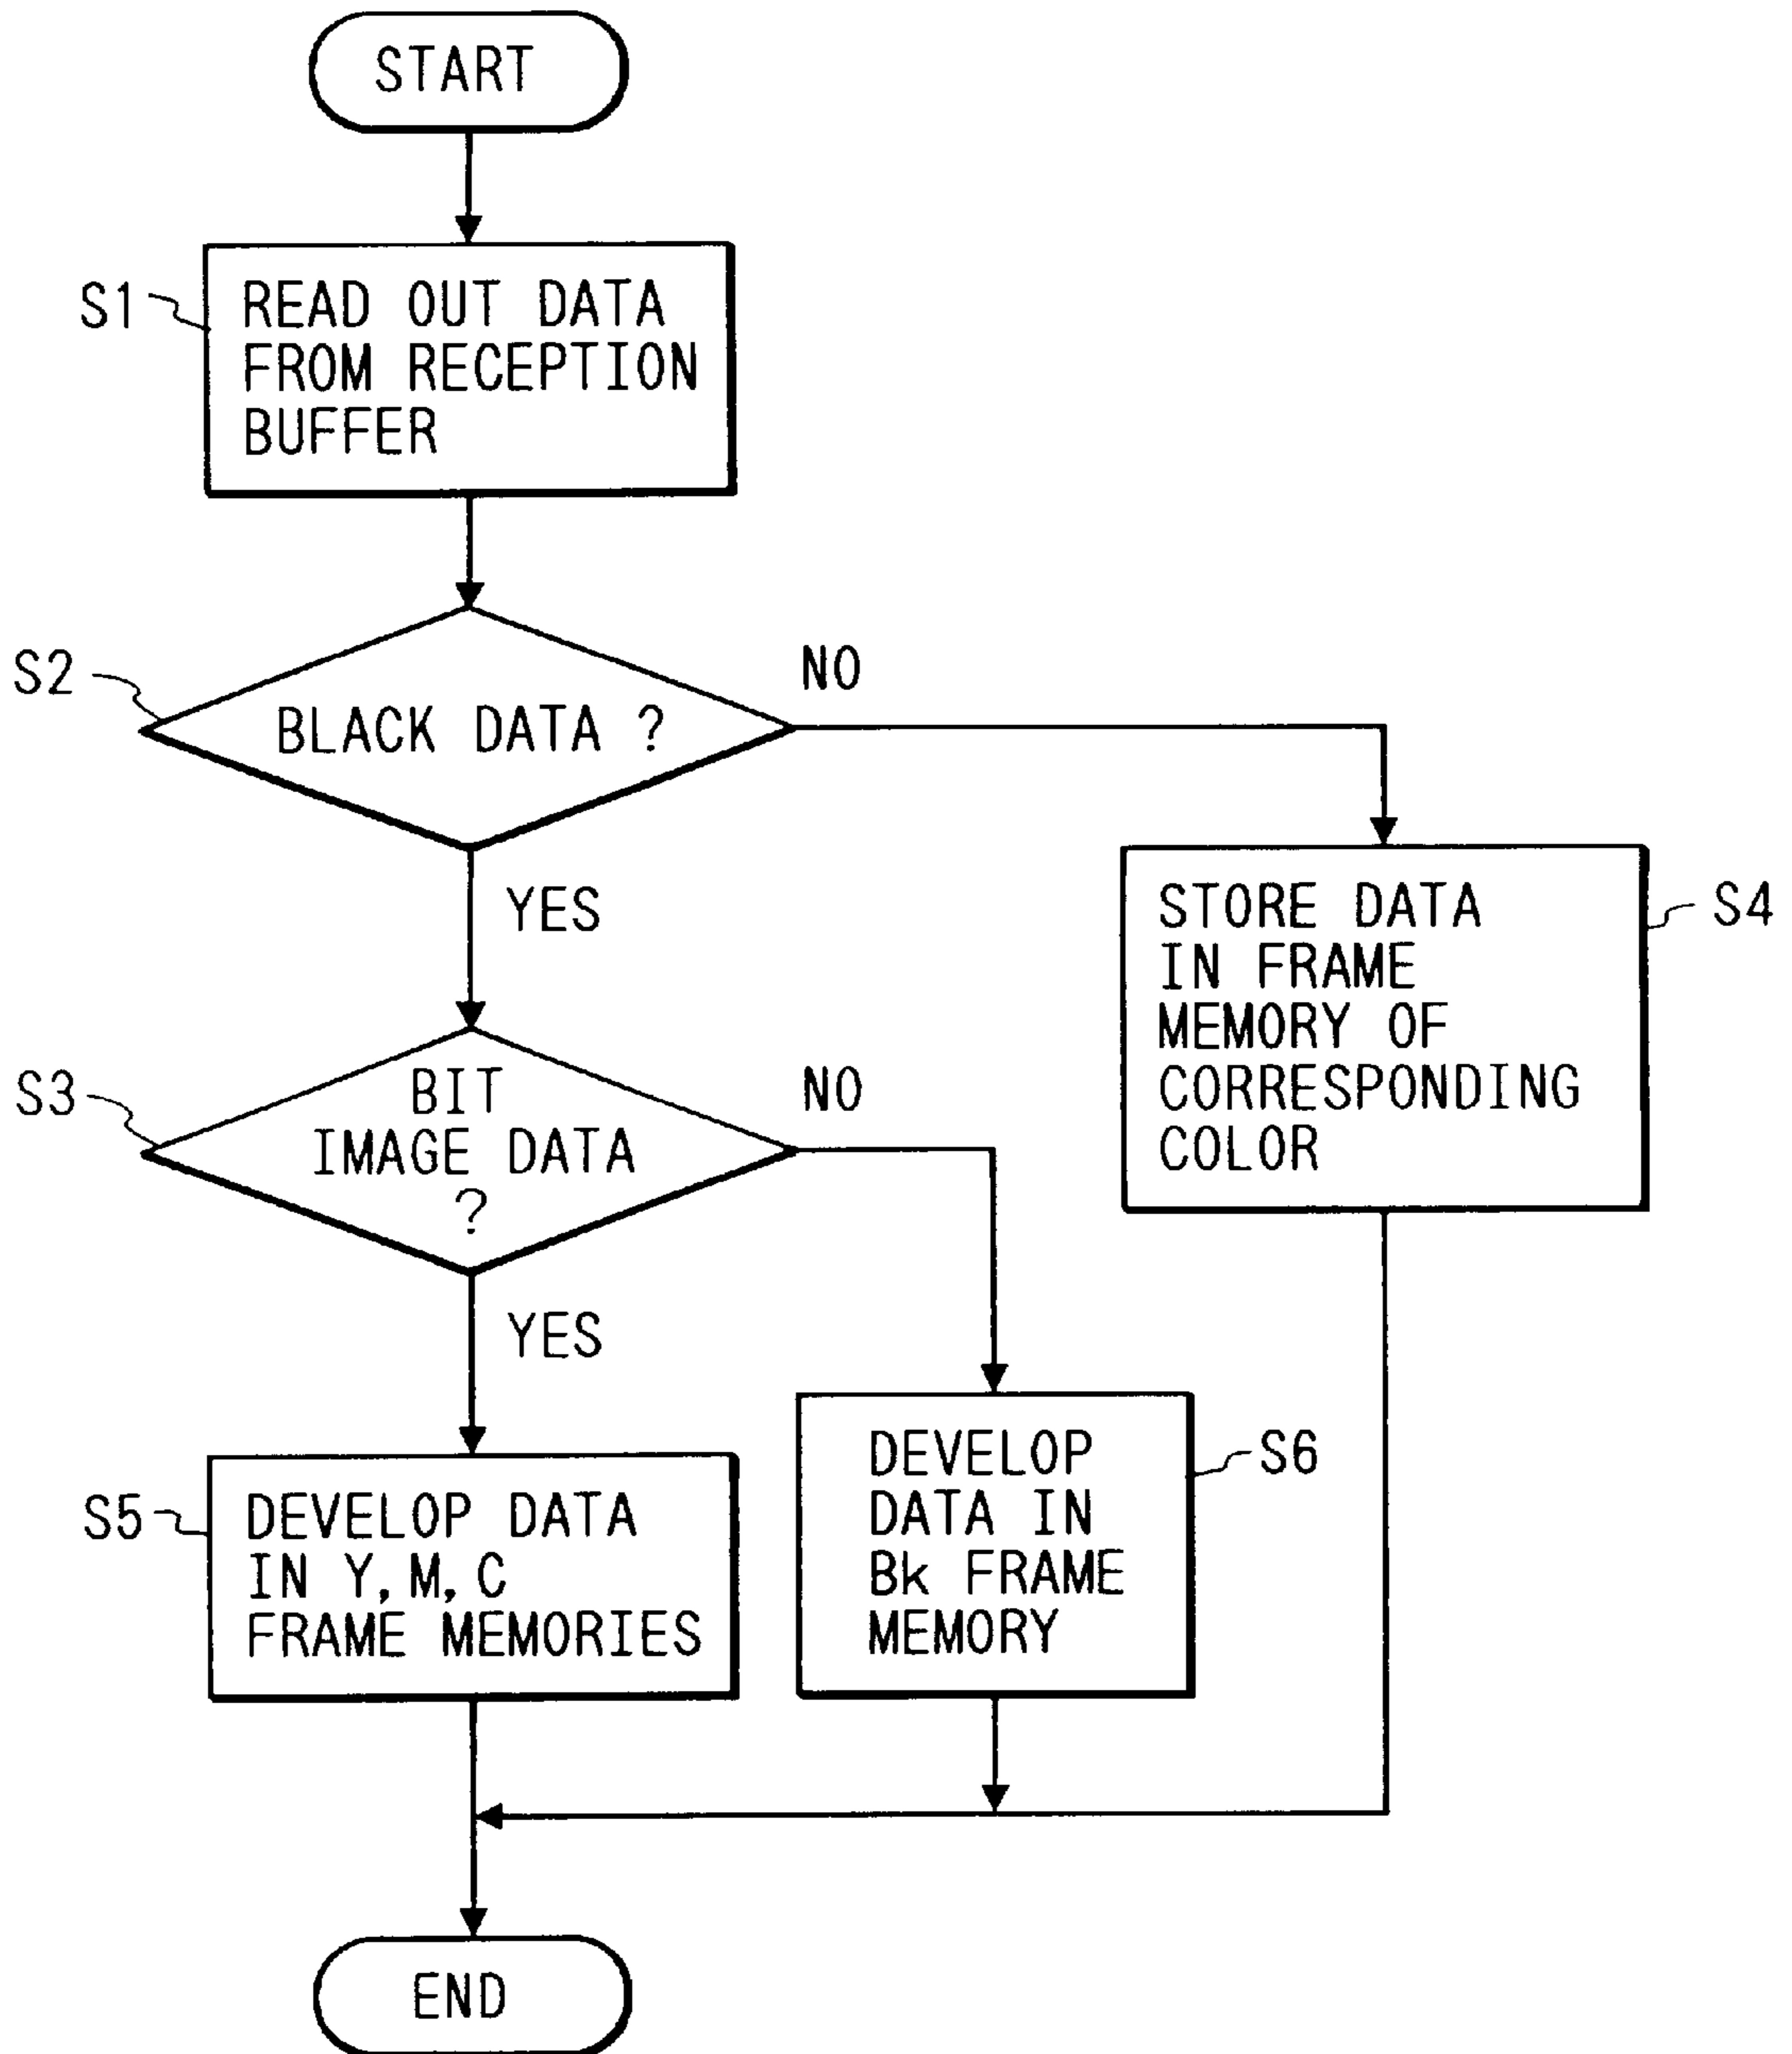 START
S1
READ OUT DATA
FROM RECEPTION
BUFFER
S2
BLACK DATA ?
NO
YES
S4
STORE DATA
IN FRAME
MEMORY OF
CORRESPONDING
COLOR
S3
BIT
IMAGE DATA
?
NO
YES
S5
DEVELOP DATA
IN Y, M, C
FRAME MEMORIES
S6
DEVELOP
DATA IN
Bk FRAME
MEMORY
END